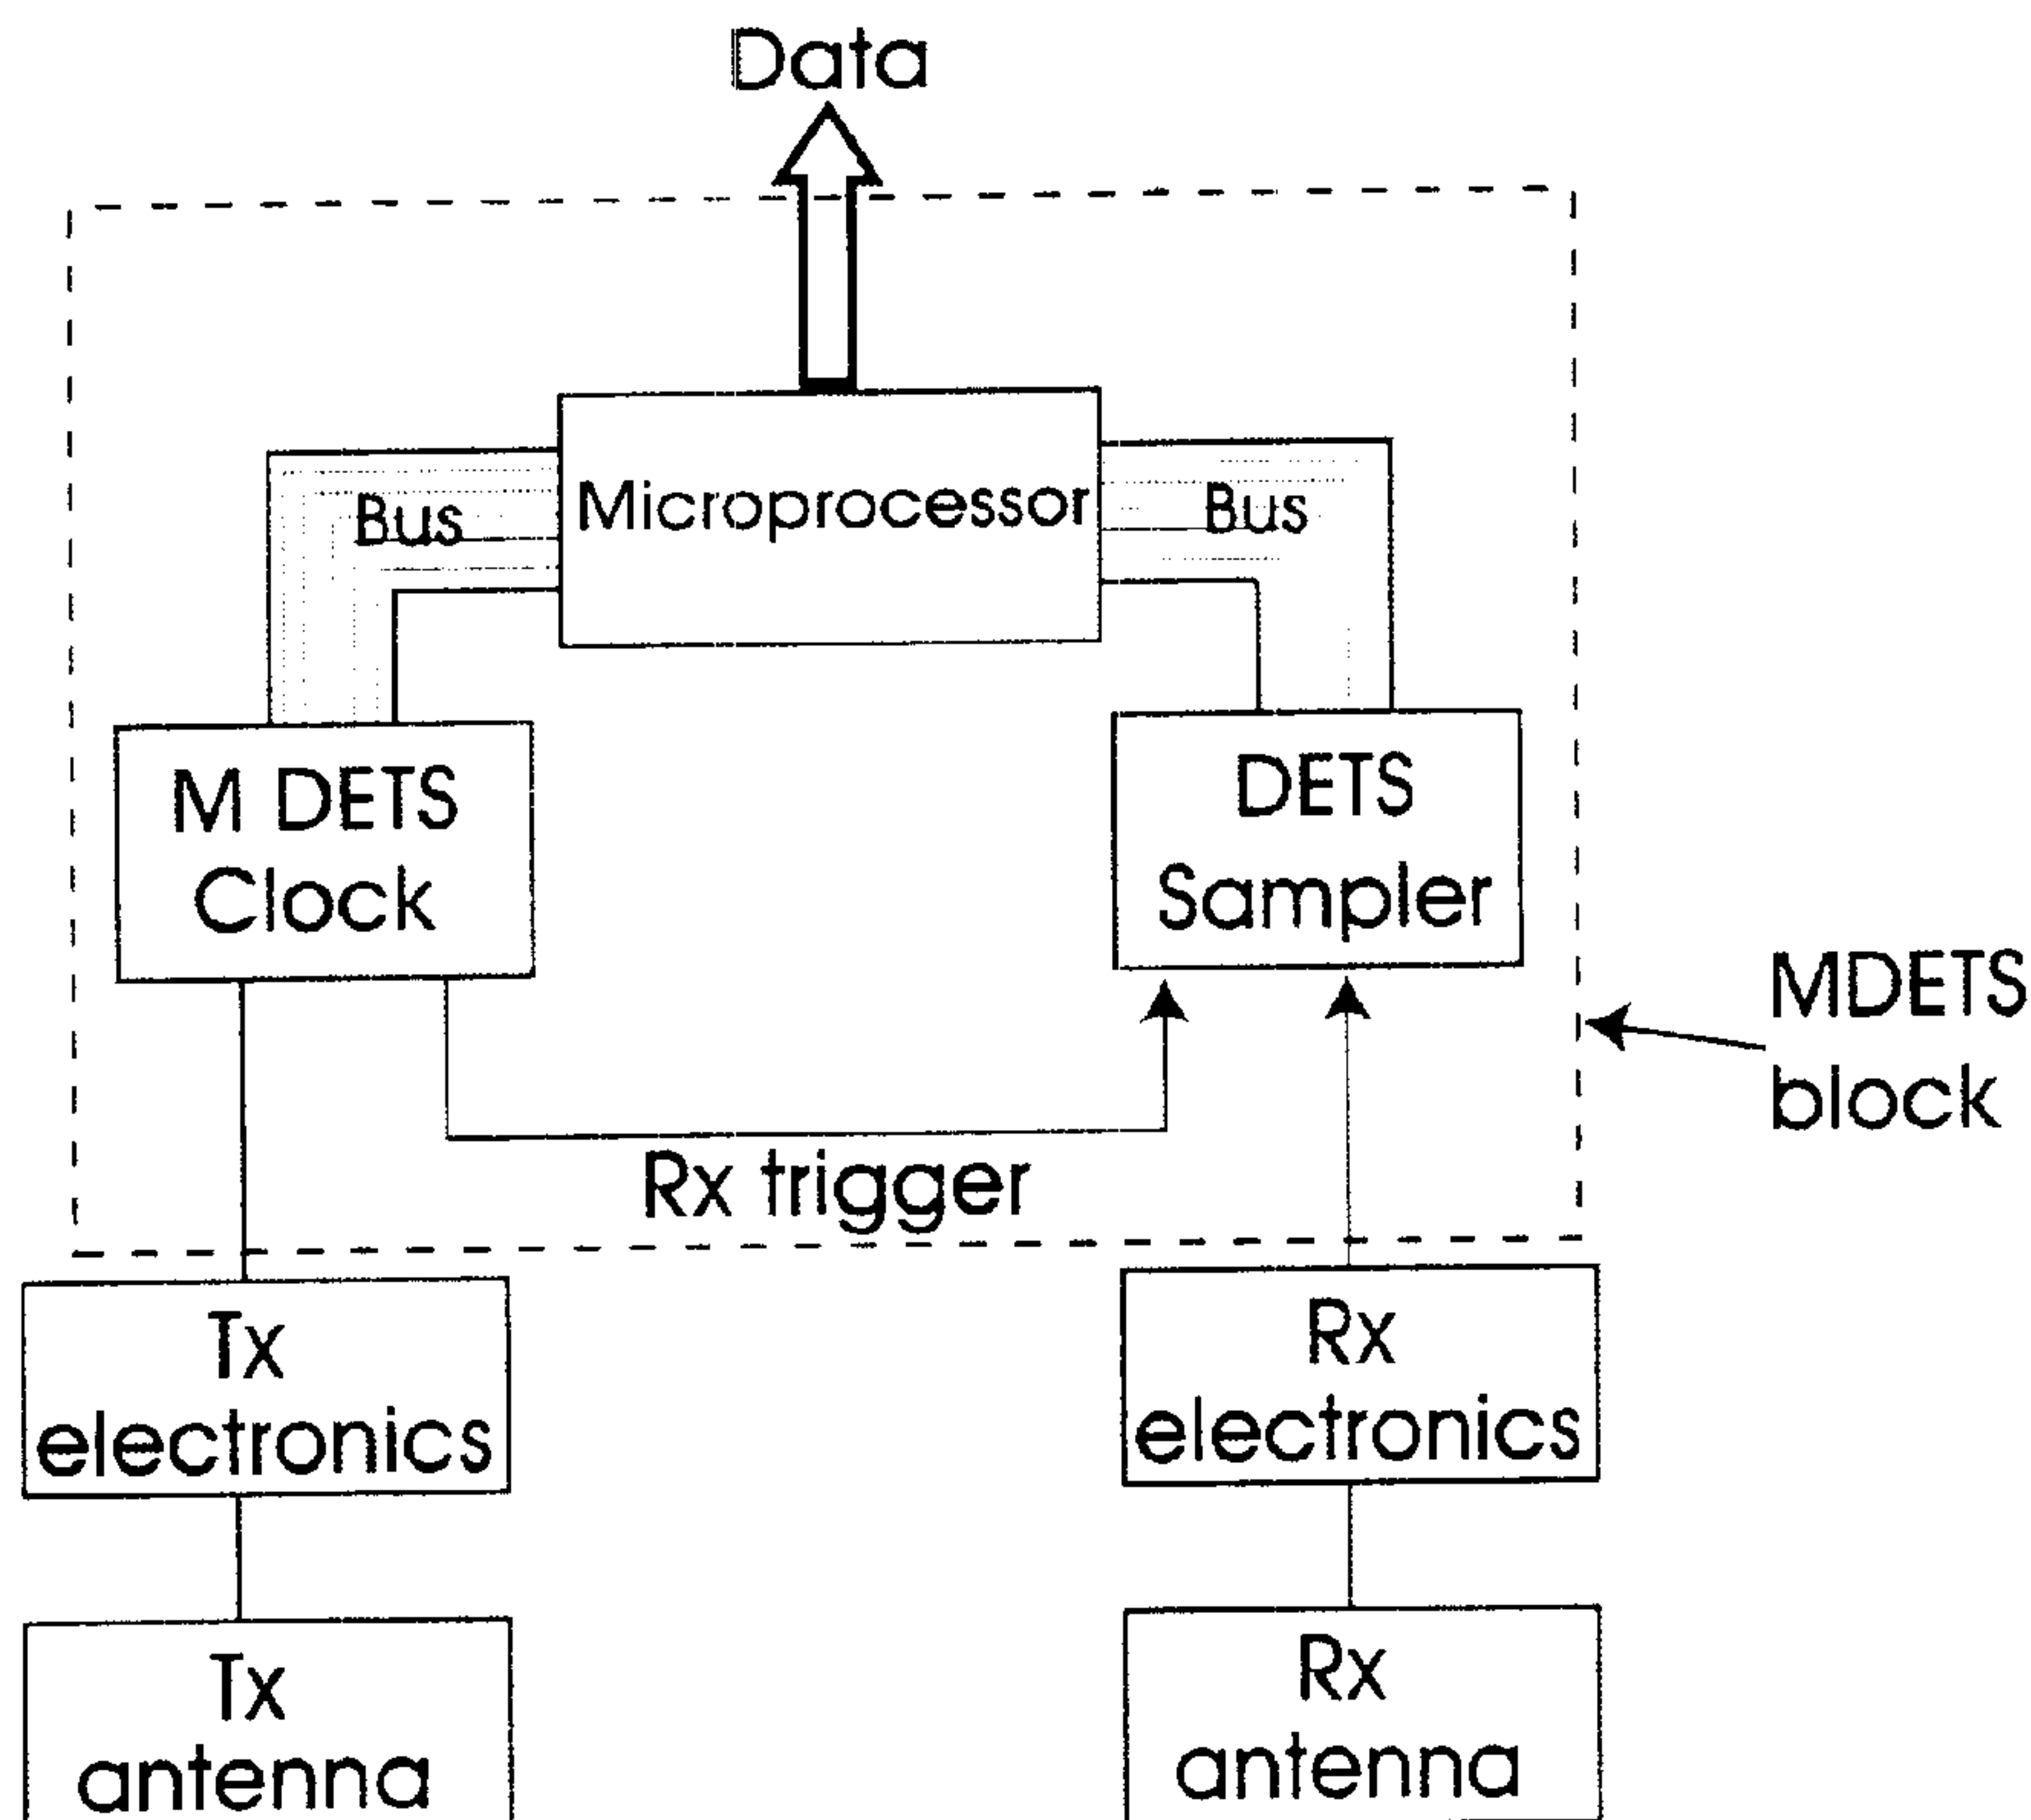 Data
Bus
Microprocessor
Bus
M DETS
Clock
DETS
Sampler
MDETS
block
Rx trigger
Tx
electronics
Rx
electronics
Tx
antenna
Rx
antenna